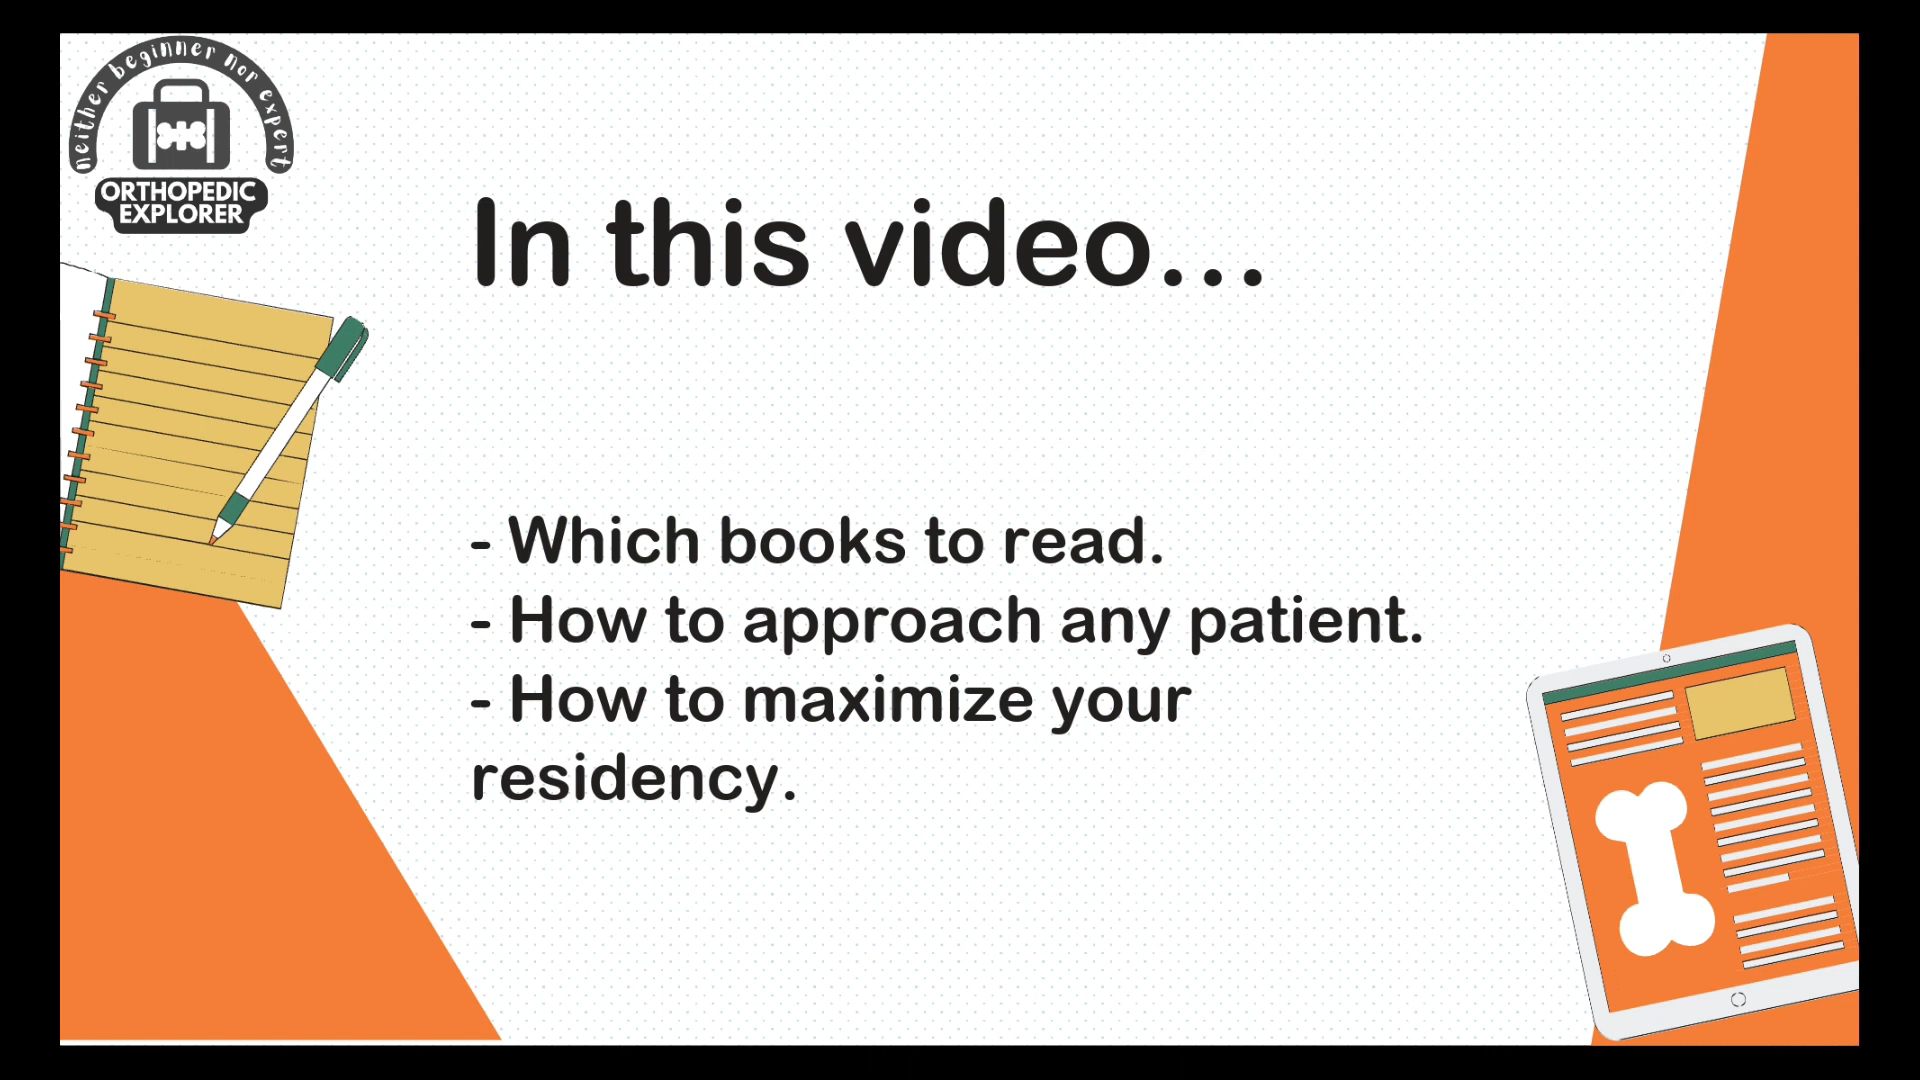 neither beginner nor expert
ORTHOPEDIC
EXPLORER
In this video...
- Which books to read.
- How to approach any patient.
- How to maximize your
residency.